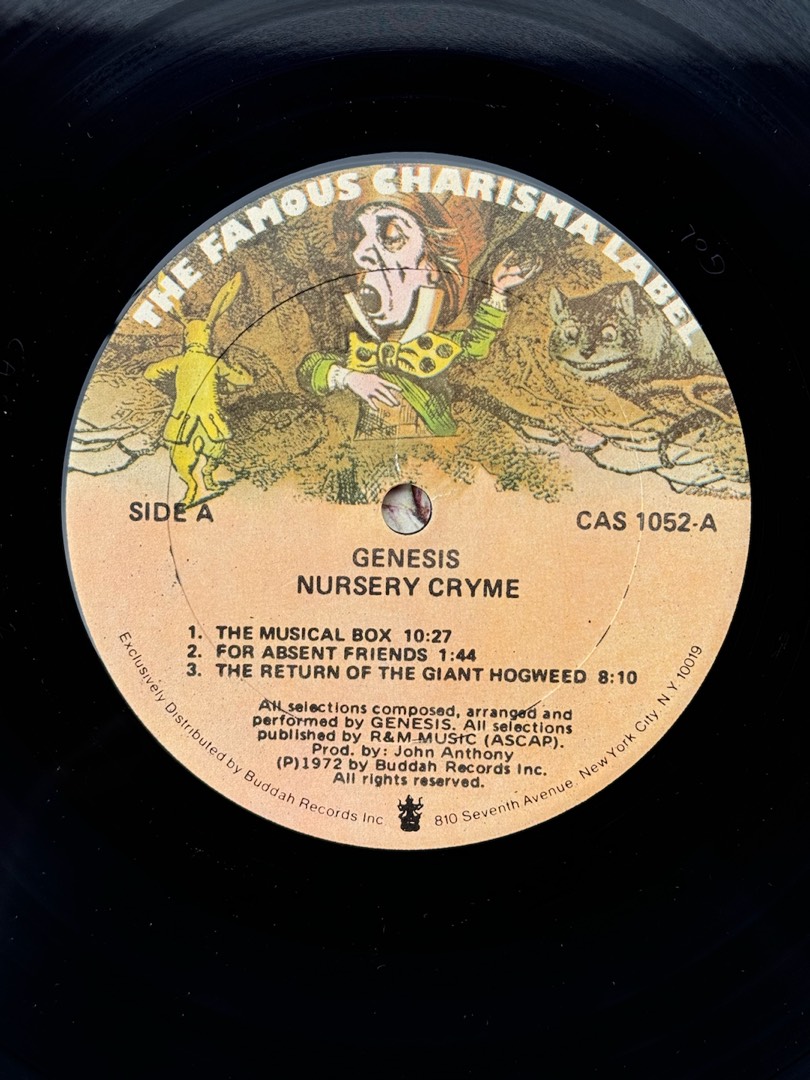 THE FAMOUS CHARISMA LABEL
SIDE A
CAS 1052-A
GENESIS
NURSERY CRYME
1. THE MUSICAL BOX 10:27
2. FOR ABSENT FRIENDS 1:44
3. THE RETURN OF THE GIANT HOGWEED 8:10
All selections composed, arranged and
performed by GENESIS. All selections
published by R&M MUSIC (ASCAP).
Prod. by: John Anthony
(P)1972 by Buddah Records Inc.
All rights reserved.
Exclusively Distributed by Buddah Records Inc. 810 Seventh Avenue, New York City, N.Y. 10019